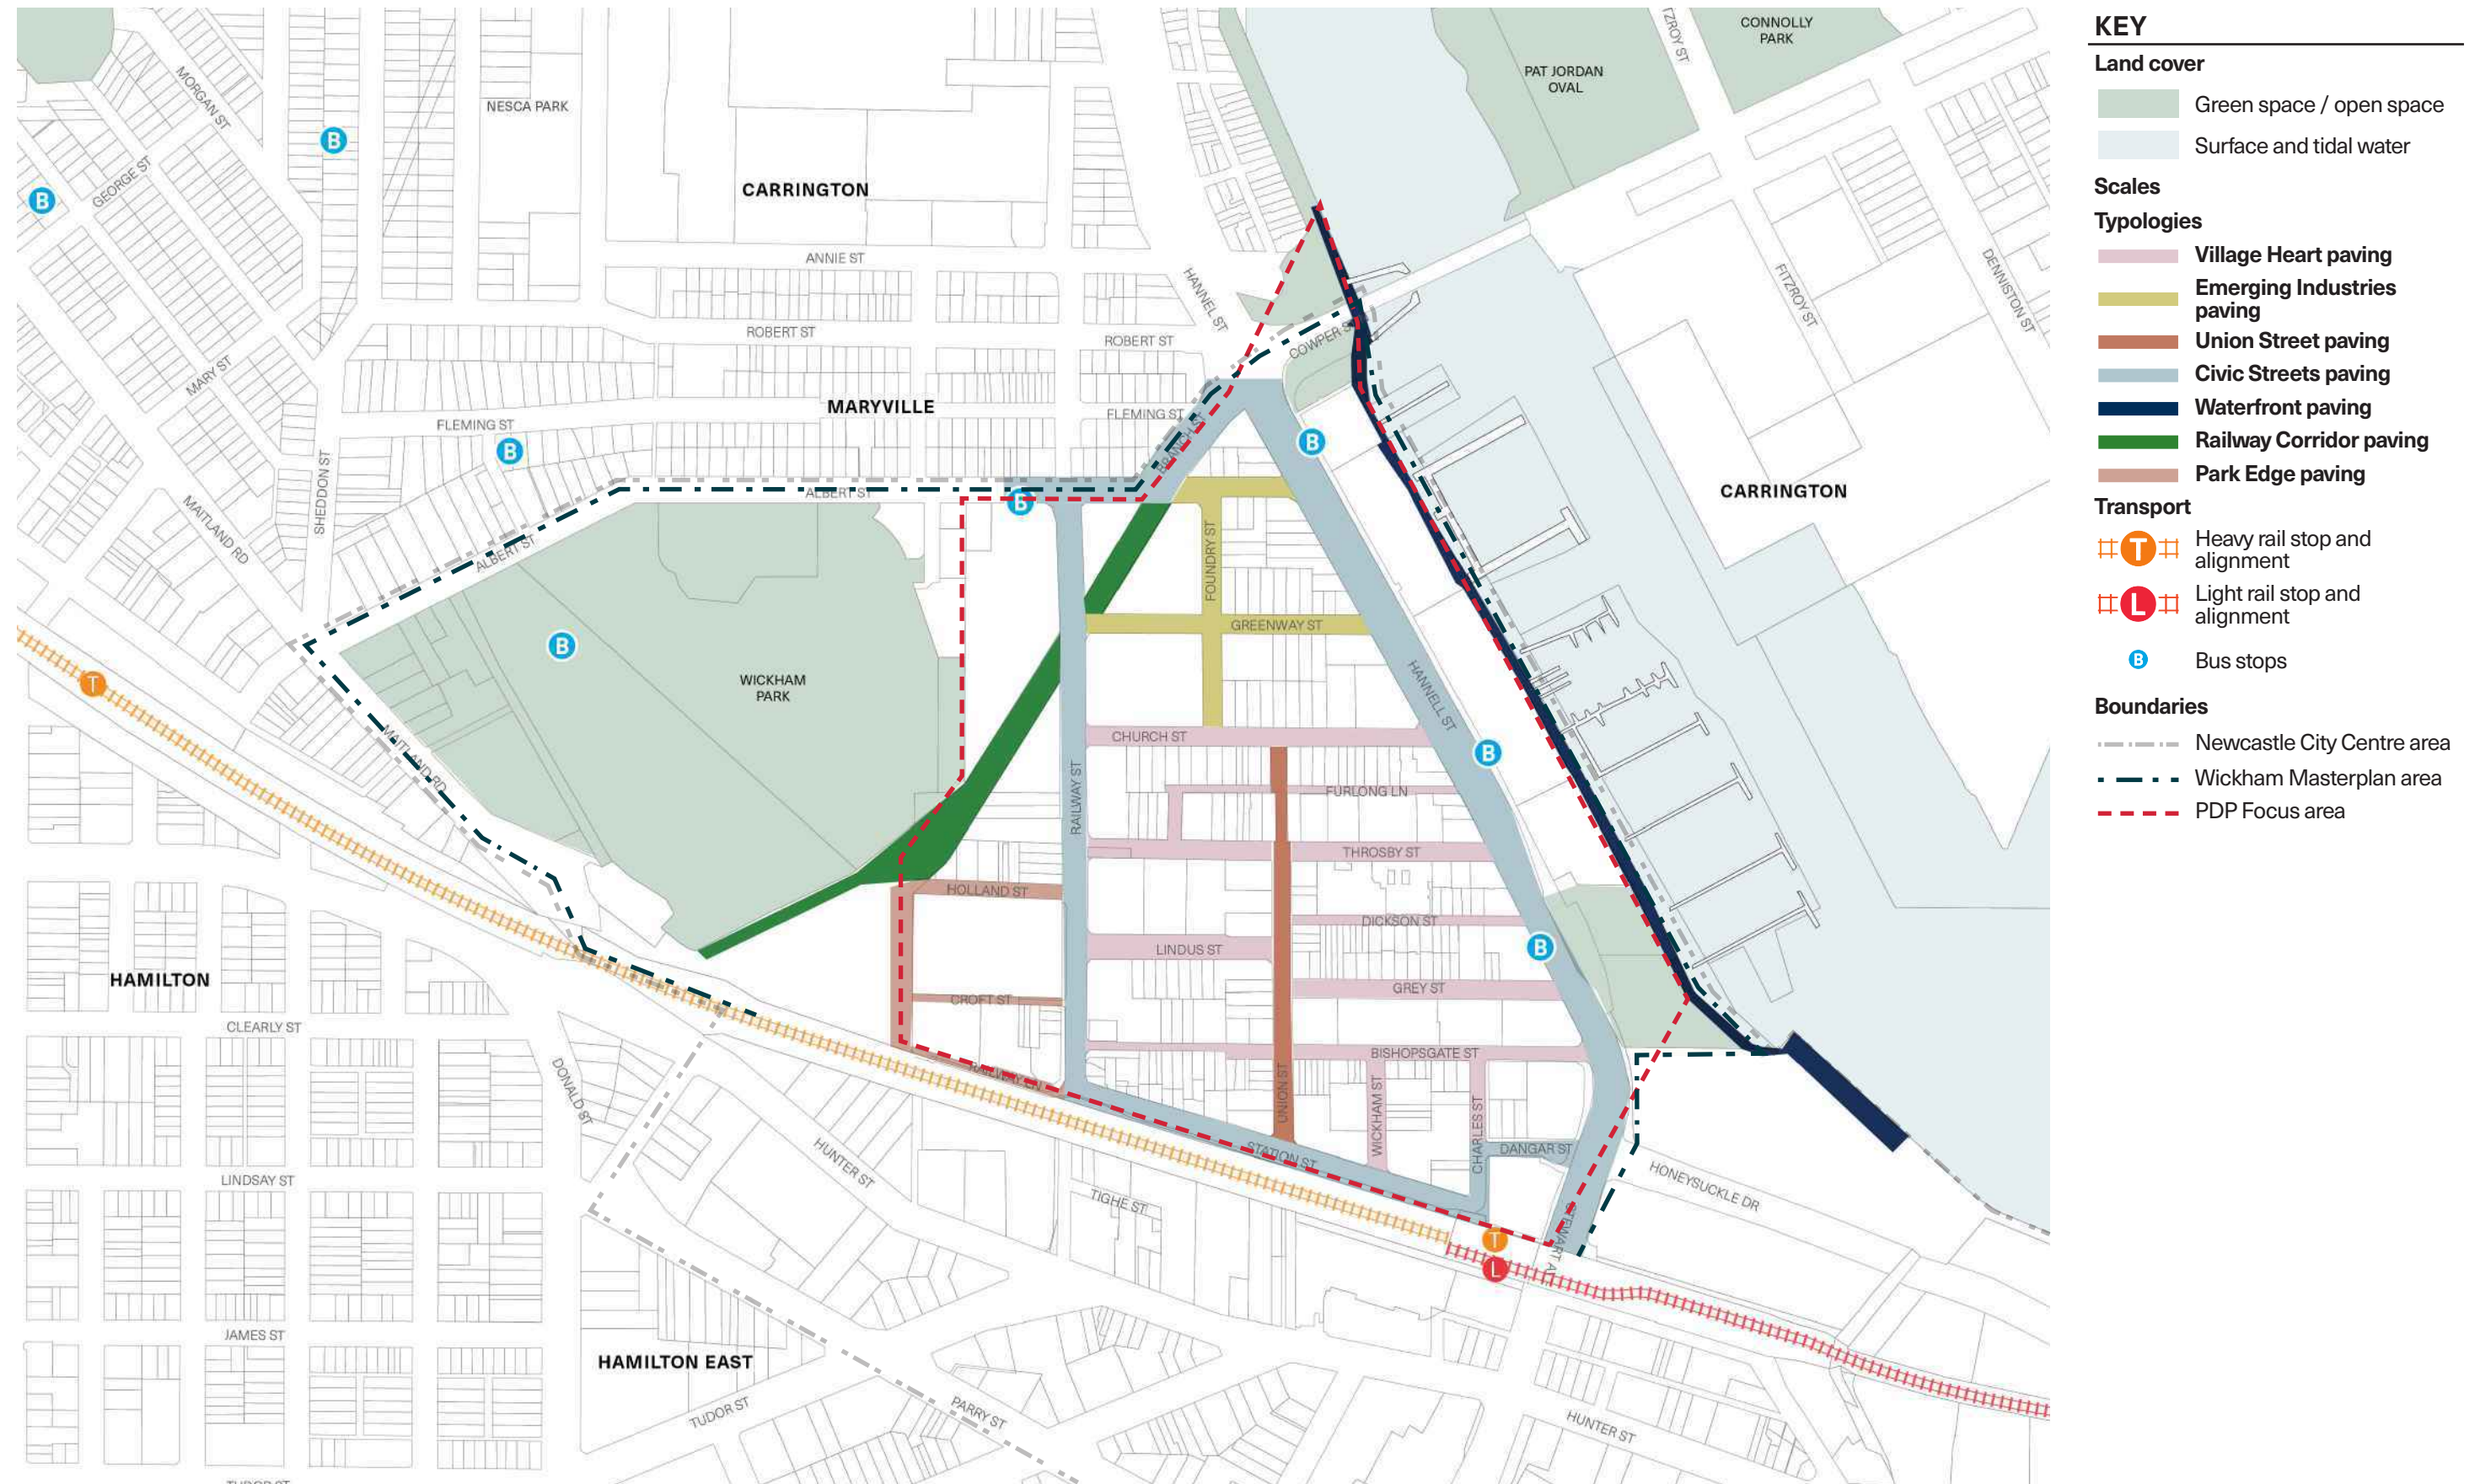 KEY
Land cover
Green space / open space
Surface and tidal water
Scales
Typologies
Village Heart paving
Emerging Industries
paving
Union Street paving
Civic Streets paving
Waterfront paving
Railway Corridor paving
Park Edge paving
Transport
T
Heavy rail stop and
alignment
L
Light rail stop and
alignment
B
Bus stops
Boundaries
Newcastle City Centre area
Wickham Masterplan area
PDP Focus area
CONNOLLY
PARK
PAT JORDAN
OVAL
MORGAN ST
NESCA PARK
B
GEORGE ST
B
CARRINGTON
ANNIE ST
HANNEL ST
FITZROY ST
DENNISTON ST
ROBERT ST
ROBERT ST
MARY ST
MARYVILLE
FLEMING ST
FLEMING ST
BRANCH ST
B
B
SHEDDON ST
ALBERT ST
B
CARRINGTON
MAITLAND RD
ALBERT ST
FOUNDRY ST
GREENWAY ST
B
T
WICKHAM
PARK
HANNELL ST
MAITLAND RD
CHURCH ST
B
RAILWAY ST
FURLONG LN
THROSBY ST
HOLLAND ST
DICKSON ST
LINDUS ST
B
HAMILTON
GREY ST
CROFT ST
CLEARLY ST
BISHOPSGATE ST
DONALD ST
RAILWAY LN
UNION ST
WICKHAM ST
CHARLES ST
DANGAR ST
HUNTER ST
STATION ST
LINDSAY ST
HONEYSUCKLE DR
TIGHE ST
T
L
JAMES ST
HAMILTON EAST
TUDOR ST
PARRY ST
HUNTER ST